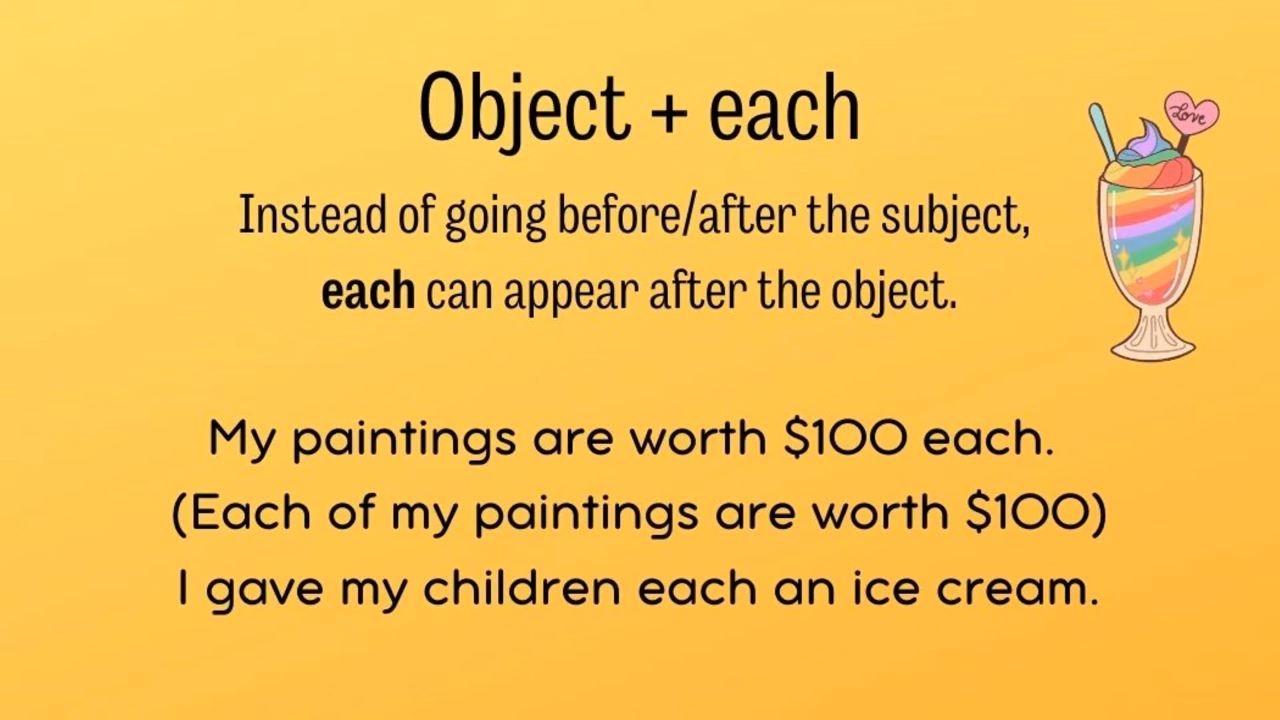 Object + each
Love
Instead of going before/after the subject,
each can appear after the object.
My paintings are worth $100 each.
(Each of my paintings are worth $100)
I gave my children each an ice cream.